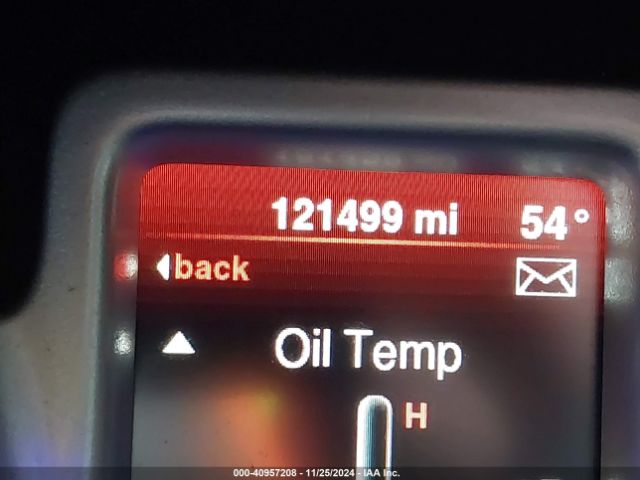 121499 mi 54°
back
Oil Temp
H
000-40957208 - 11/25/2024 - IAA Inc.